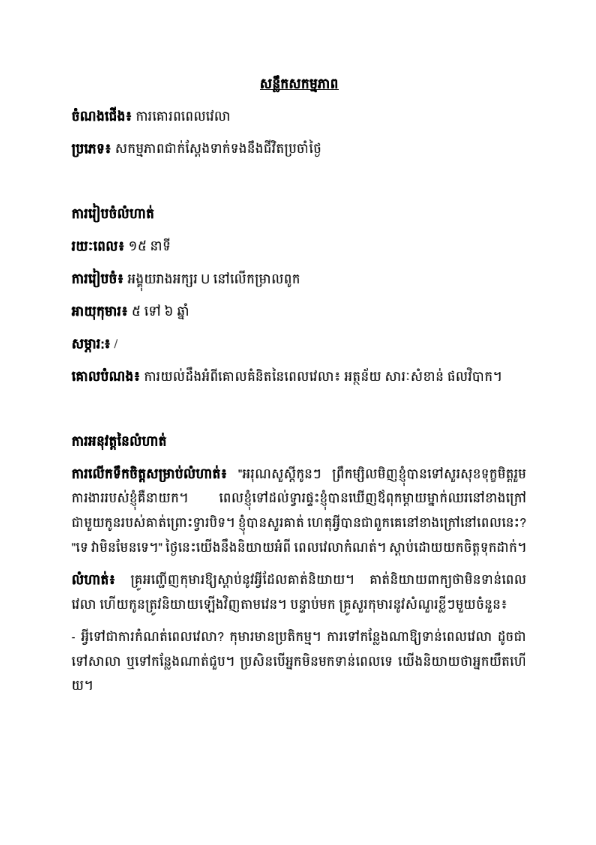 សន្លឹកសកម្មភាព
ចំណងជើង៖ ការគោរពពេលវេលា
ប្រភេទ៖ សកម្មភាពជាក់ស្តែងទាក់ទងនឹងជីវិតប្រចាំថ្ងៃ
ការរៀបចំលំហាត់
រយៈពេល៖ ១៥ នាទី
ការរៀបចំ៖ អង្គុយរាងអក្សរ U នៅលើកម្រាលពូក
អាយុកុមារ៖ ៥ ទៅ ៦ ឆ្នាំ
សម្ភារ:៖ /
គោលបំណង៖ ការយល់ដឹងអំពីគោលគំនិតនៃពេលវេលា៖ អត្ថន័យ សារៈសំខាន់ ផលវិបាក។
ការអនុវត្តនៃលំហាត់
ការលើកទឹកចិត្តសម្រាប់លំហាត់៖ "អរុណសួស្តីកូនៗ ព្រឹកម្សិលមិញខ្ញុំបានទៅសួរសុខទុក្ខមិត្តរួម
ការងាររបស់ខ្ញុំគឺនាយក។ ពេលខ្ញុំទៅដល់ទ្វារផ្ទះខ្ញុំបានឃើញឪពុកម្តាយម្នាក់ឈរនៅខាងក្រៅ
ជាមួយកូនរបស់គាត់ព្រោះទ្វារបិទ។ ខ្ញុំបានសួរគាត់ ហេតុអ្វីបានជាពួកគេនៅខាងក្រៅនៅពេលនេះ?
"ទេ វាមិនមែនទេ។" ថ្ងៃនេះយើងនឹងនិយាយអំពី ពេលវេលាកំណត់។ ស្តាប់ដោយយកចិត្តទុកដាក់។
លំហាត់៖ គ្រូអញ្ជើញកុមារឱ្យស្តាប់នូវអ្វីដែលគាត់និយាយ។ គាត់និយាយពាក្យថាមិនទាន់ពេល
វេលា ហើយកូនត្រូវនិយាយឡើងវិញតាមវេន។ បន្ទាប់មក គ្រូសួរកុមារនូវសំណួរខ្លីៗមួយចំនួន៖
- អ្វីទៅជាការកំណត់ពេលវេលា? កុមារមានប្រតិកម្ម។ ការទៅកន្លែងណាឱ្យទាន់ពេលវេលា ដូចជា
ទៅសាលា ឬទៅកន្លែងណាត់ជួប។ ប្រសិនបើអ្នកមិនមកទាន់ពេលទេ យើងនិយាយថាអ្នកយឺតហើ
យ។